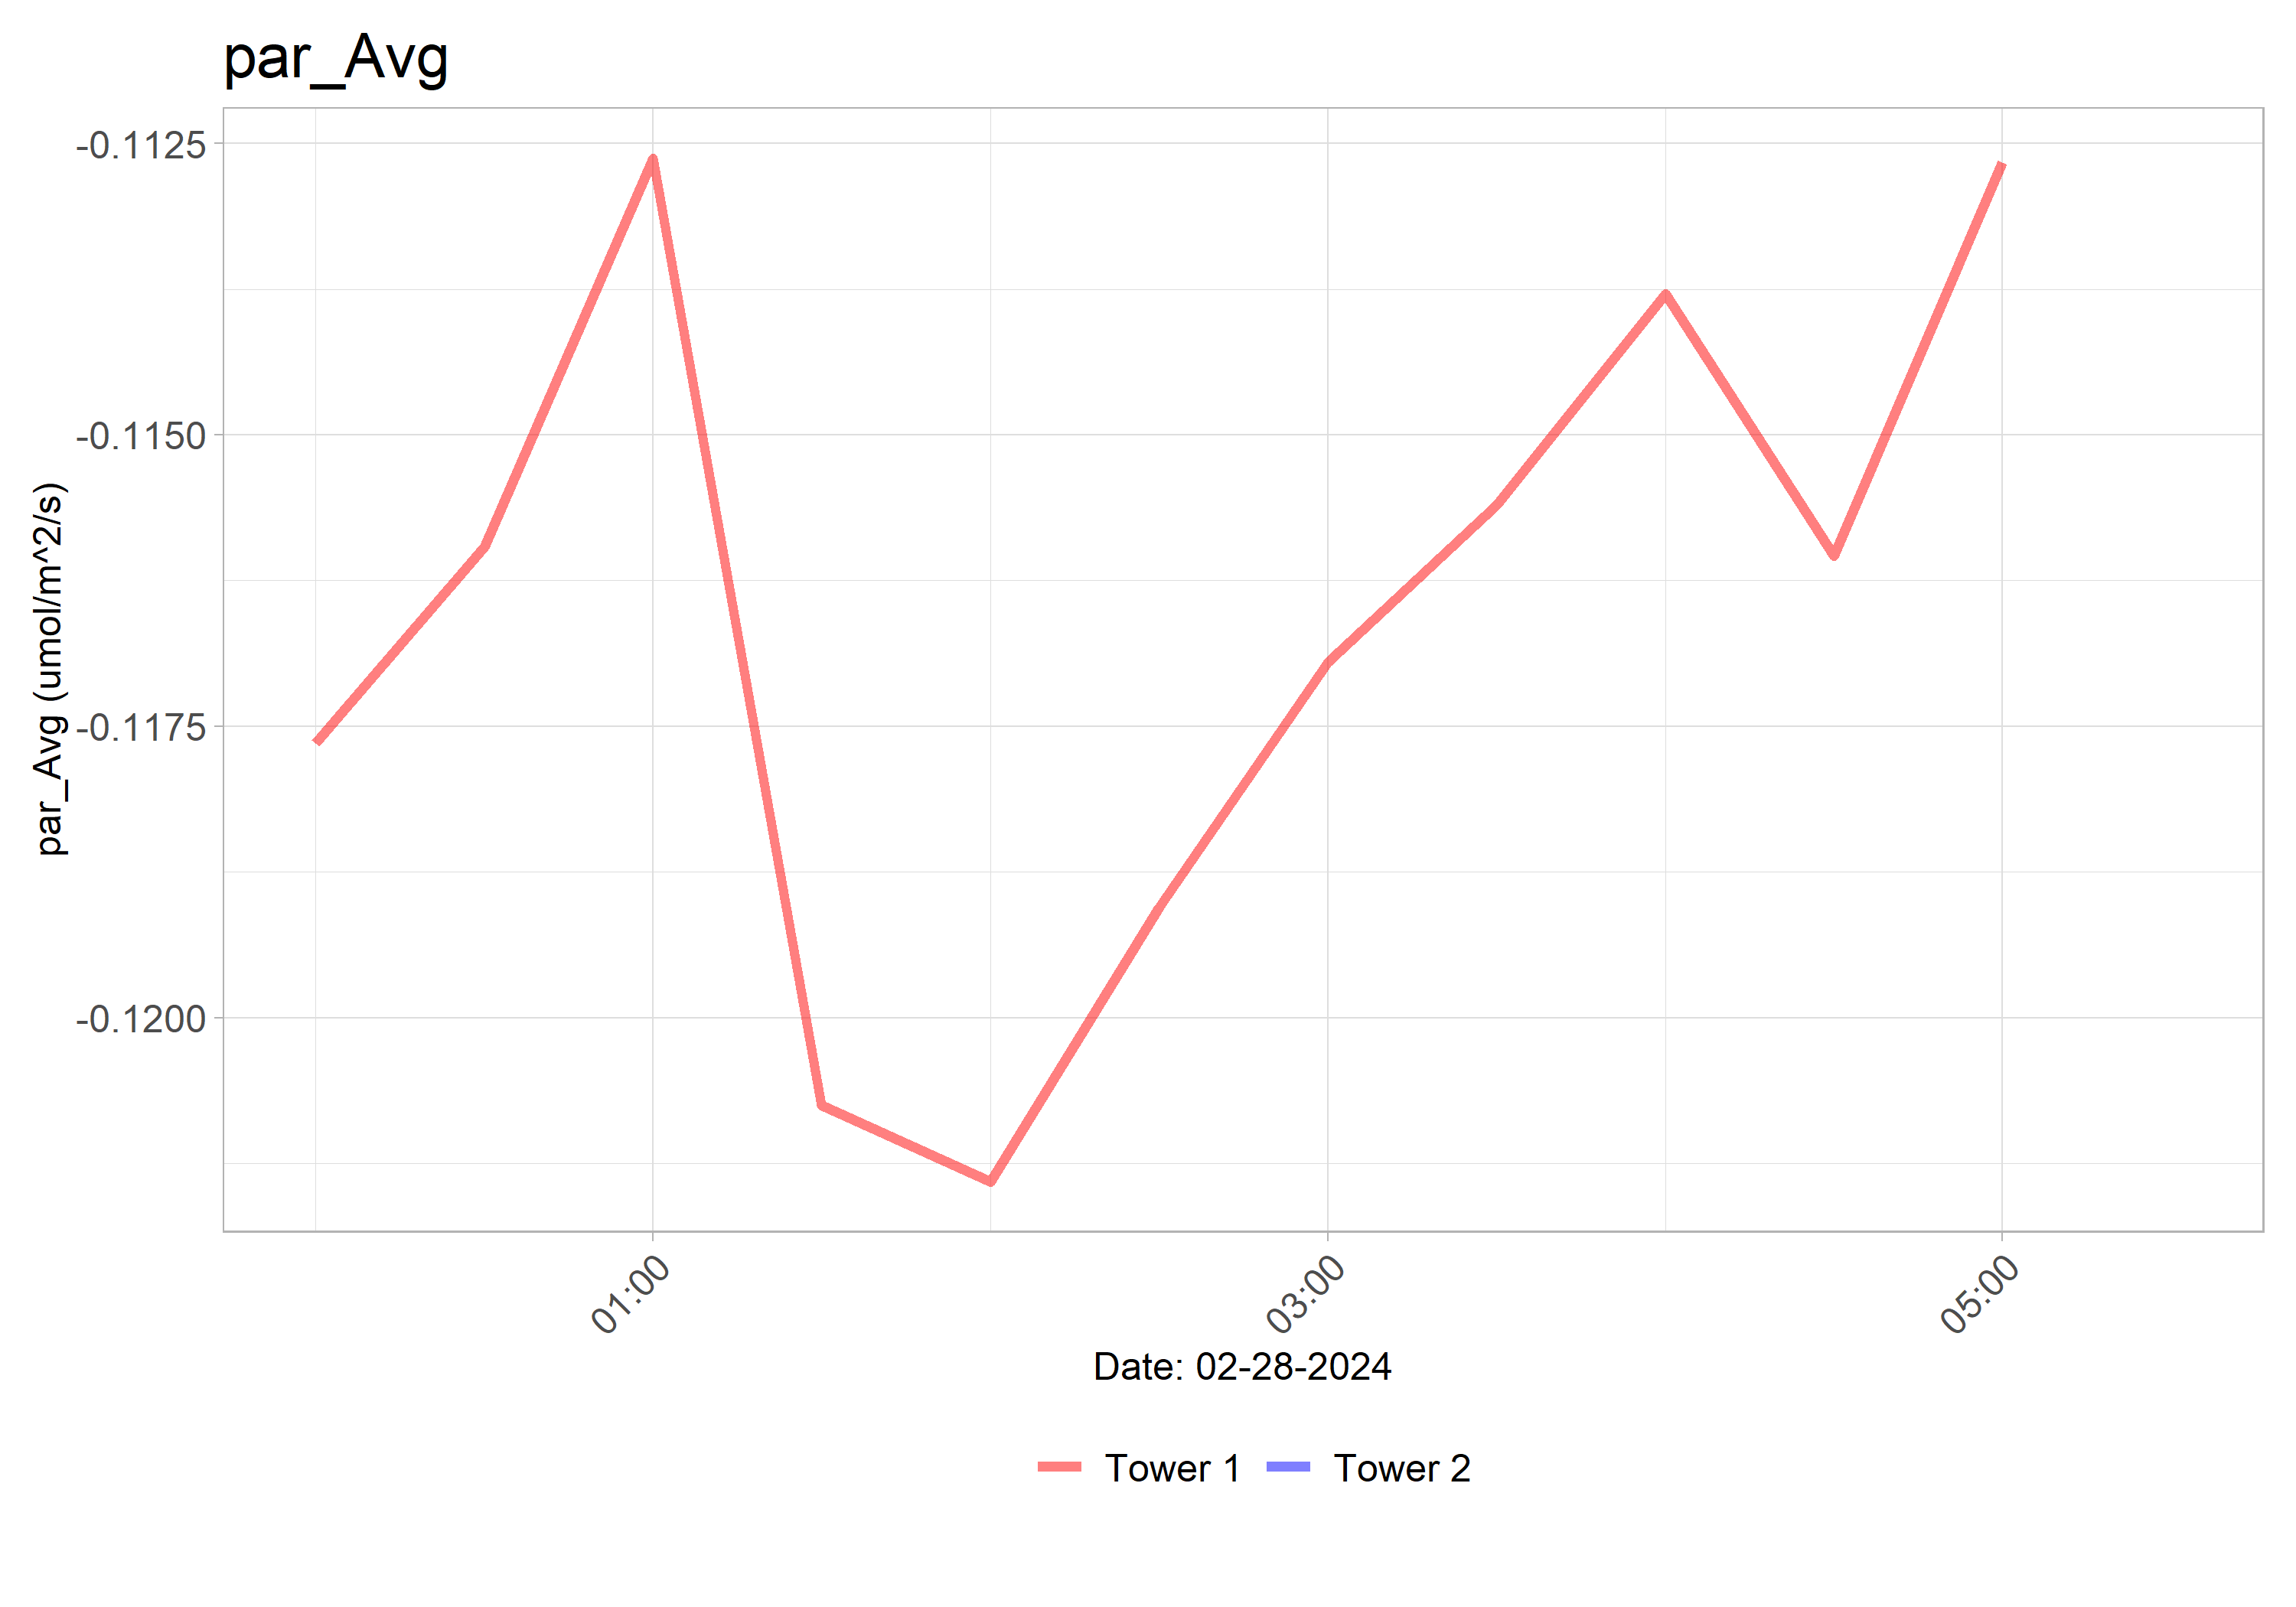 par_Avg
-0.1125
-0.1150
-0.1175
-0.1200
par_Avg (umol/m^2/s)
01:00
03:00
05:00
Date: 02-28-2024
Tower 1
Tower 2